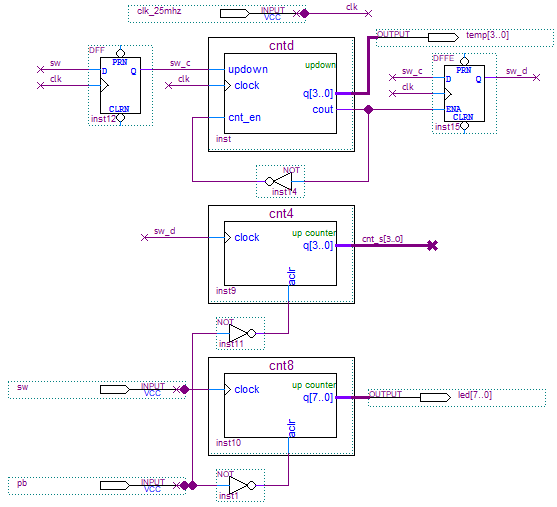 clk_25mhz INPUT VCC clk
OUTPUT temp[3..0]
cntd
DFF
sw D PRN Q sw_c
clk
CLRN
inst12
updown updown
clk clock
q[3..0]
cout
cnt_en
inst
DFFE
sw_c D PRN Q sw_d
clk
ENA
CLRN
inst15
NOT
inst14
cnt4
sw_d clock up counter
q[3..0] cnt_s[3..0]
aclr
inst9
NOT
inst11
cnt8
sw INPUT VCC clock up counter
q[7..0] OUTPUT led[7..0]
aclr
inst10
pb INPUT VCC
NOT
inst1